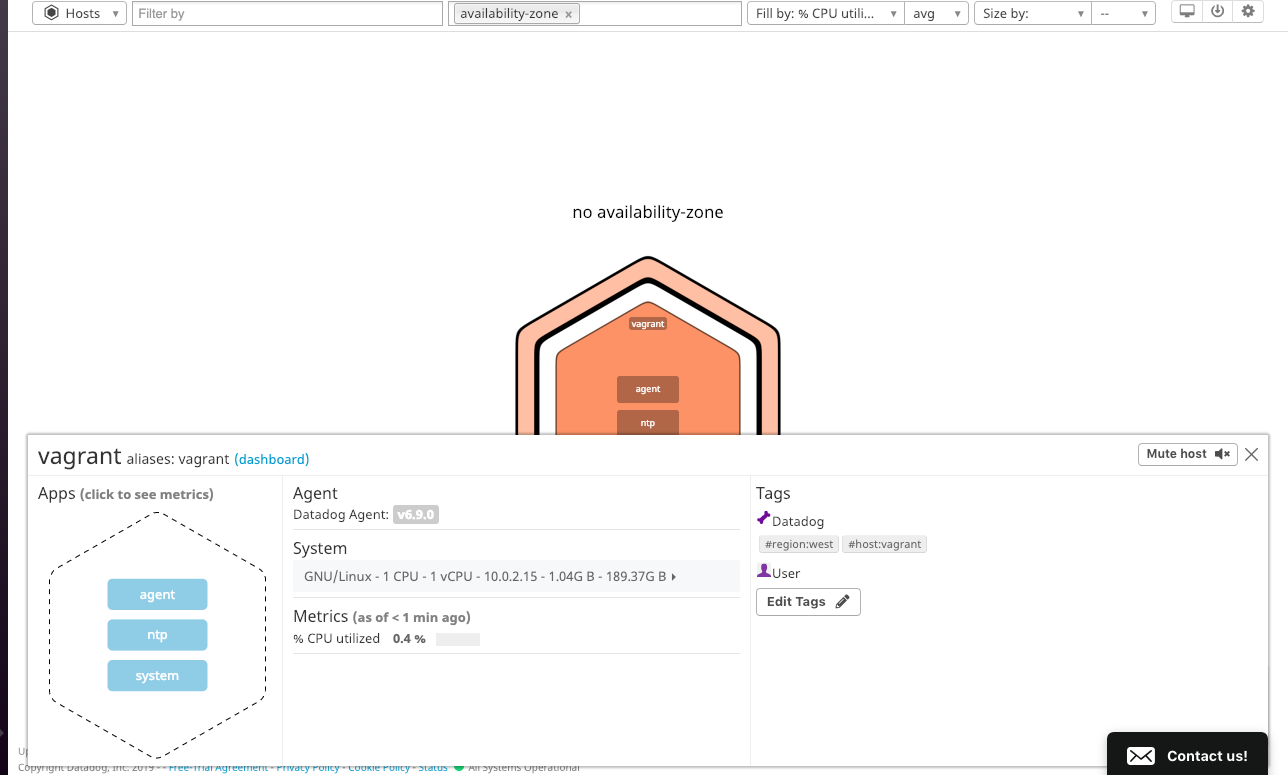 Hosts Filter by availability-zone × Fill by: % CPU utili... avg Size by: --
no availability-zone
vagrant
agent
ntp
vagrant aliases: vagrant (dashboard) Mute host
Apps (click to see metrics)
agent
ntp
system
Agent
Datadog Agent: v6.9.0
System
GNU/Linux - 1 CPU - 1 vCPU - 10.0.2.15 - 1.04G B - 189.37G B
Metrics (as of < 1 min ago)
% CPU utilized 0.4 %
Tags
Datadog
#region:west #host:vagrant
User
Edit Tags
Contact us!
Copyright Datadog, Inc. 2019 - - Free-Trial Agreement - Privacy Policy - Cookie Policy - Status All Systems Operational